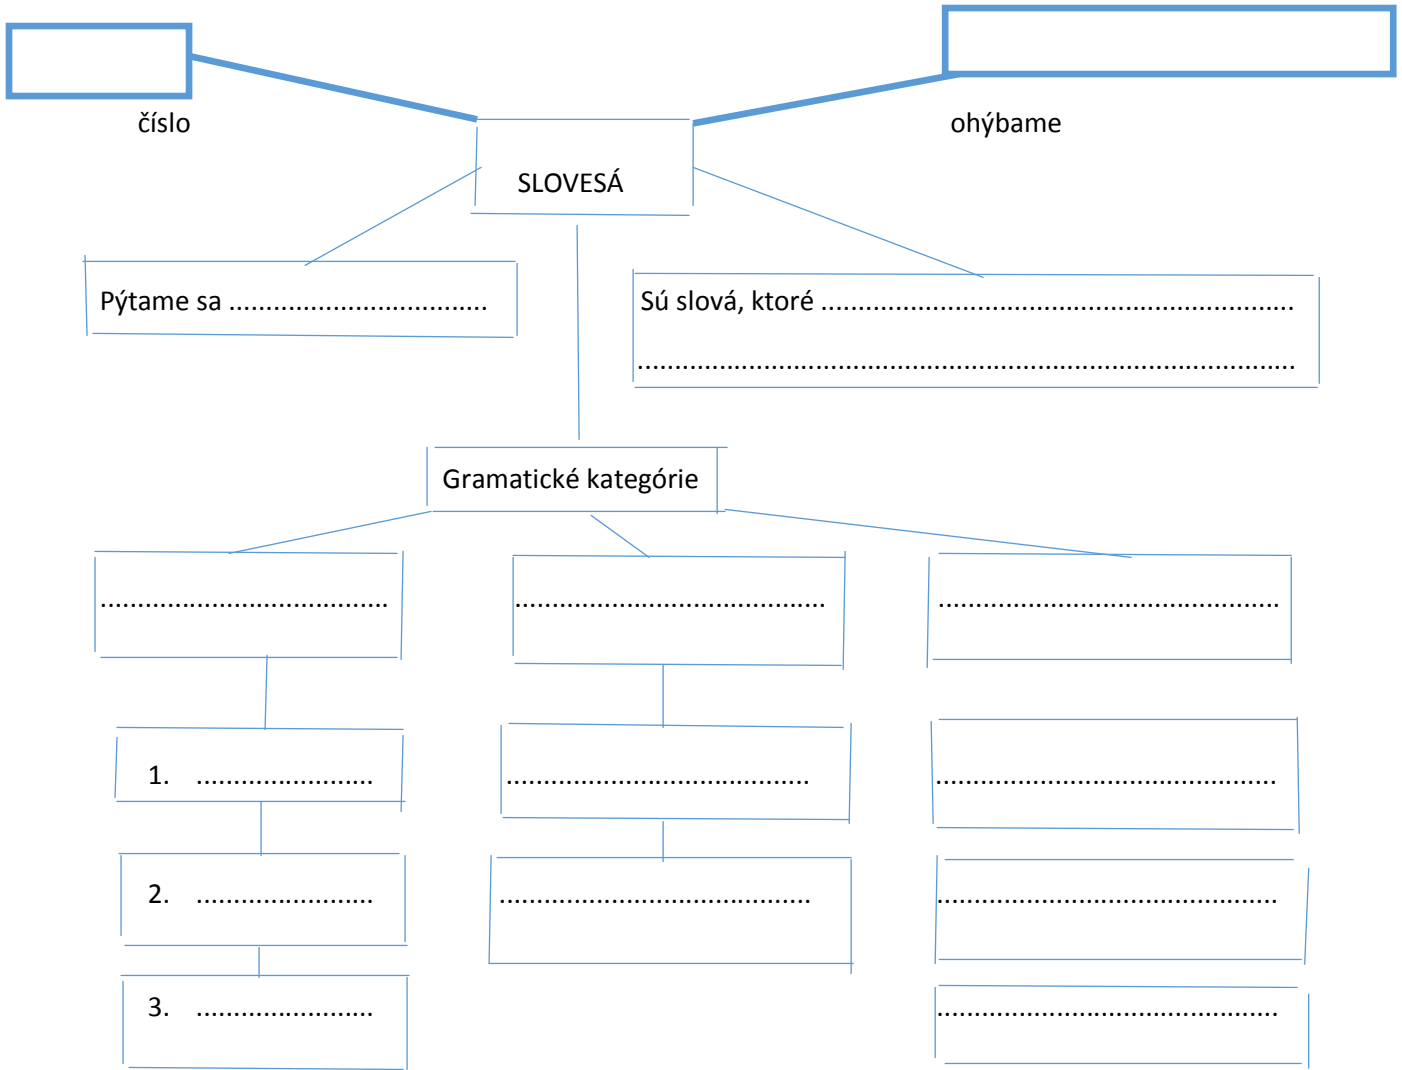 číslo ohýbame
SLOVESÁ
Pýtame sa ................................... Sú slová, ktoré ................................................................
.........................................................................................
Gramatické kategórie
....................................... .......................................... ..............................................
1. ........................ ......................................... ..............................................
2. ........................ .......................................... ..............................................
3. ........................ ..............................................